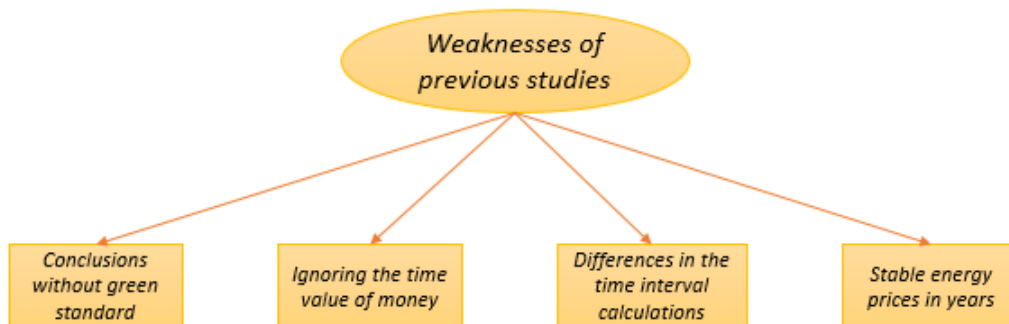 Weaknesses of
previous studies
Conclusions
without green
standard
Ignoring the time
value of money
Differences in the
time interval
calculations
Stable energy
prices in years